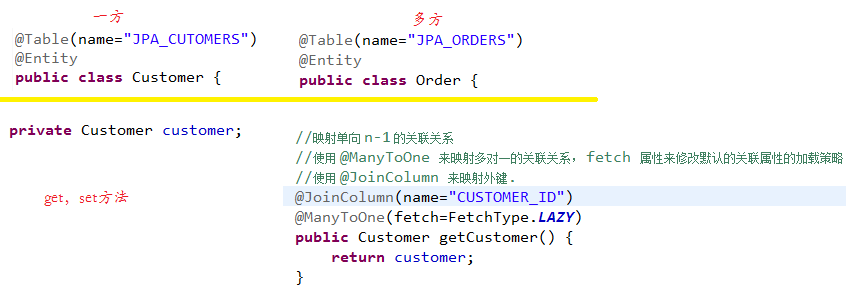 一方
@Table(name="JPA_CUTOMERS")
@Entity
public class Customer {
多方
@Table(name="JPA_ORDERS")
@Entity
public class Order {
private Customer customer;
get，set方法
//映射单向 n-1 的关联关系
//使用 @ManyToOne 来映射多对一的关联关系，fetch 属性来修改默认的关联属性的加载策略
//使用 @JoinColumn 来映射外键.
@JoinColumn(name="CUSTOMER_ID")
@ManyToOne(fetch=FetchType.LAZY)
public Customer getCustomer() {
return customer;
}